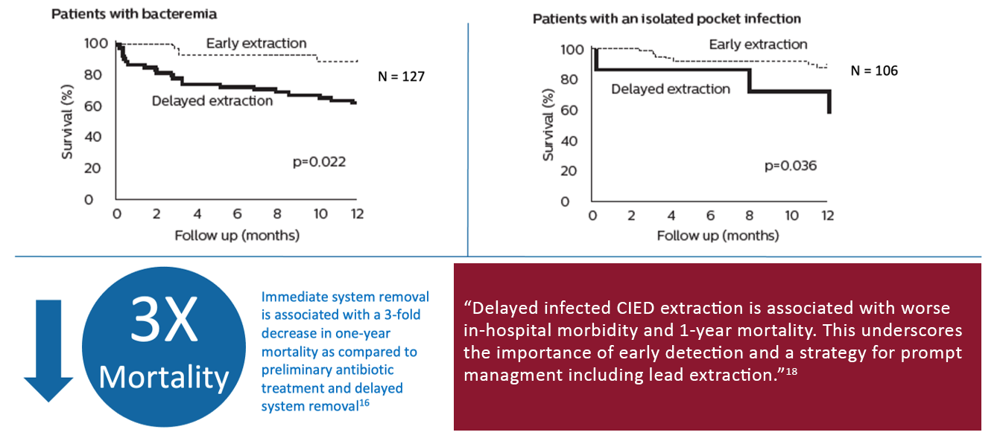 Patients with bacteremia
100
80
60
40
20
0
Survival (%)
Early extraction
Delayed extraction
N = 127
p=0.022
0 2 4 6 8 10 12
Follow up (months)
Patients with an isolated pocket infection
100
80
60
40
20
0
Survival (%)
Early extraction
Delayed extraction
N = 106
p=0.036
0 2 4 6 8 10 12
Follow up (months)
3X
Mortality
Immediate system removal
is associated with a 3-fold
decrease in one-year
mortality as compared to
preliminary antibiotic
treatment and delayed
system removal¹⁶
“Delayed infected CIED extraction is associated with worse
in-hospital morbidity and 1-year mortality. This underscores
the importance of early detection and a strategy for prompt
managment including lead extraction.”¹⁸